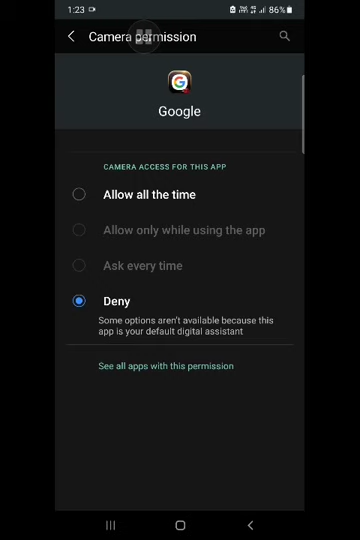 1:23 86%
Camera permission
Google
CAMERA ACCESS FOR THIS APP
Allow all the time
Allow only while using the app
Ask every time
Deny
Some options aren't available because this
app is your default digital assistant
See all apps with this permission